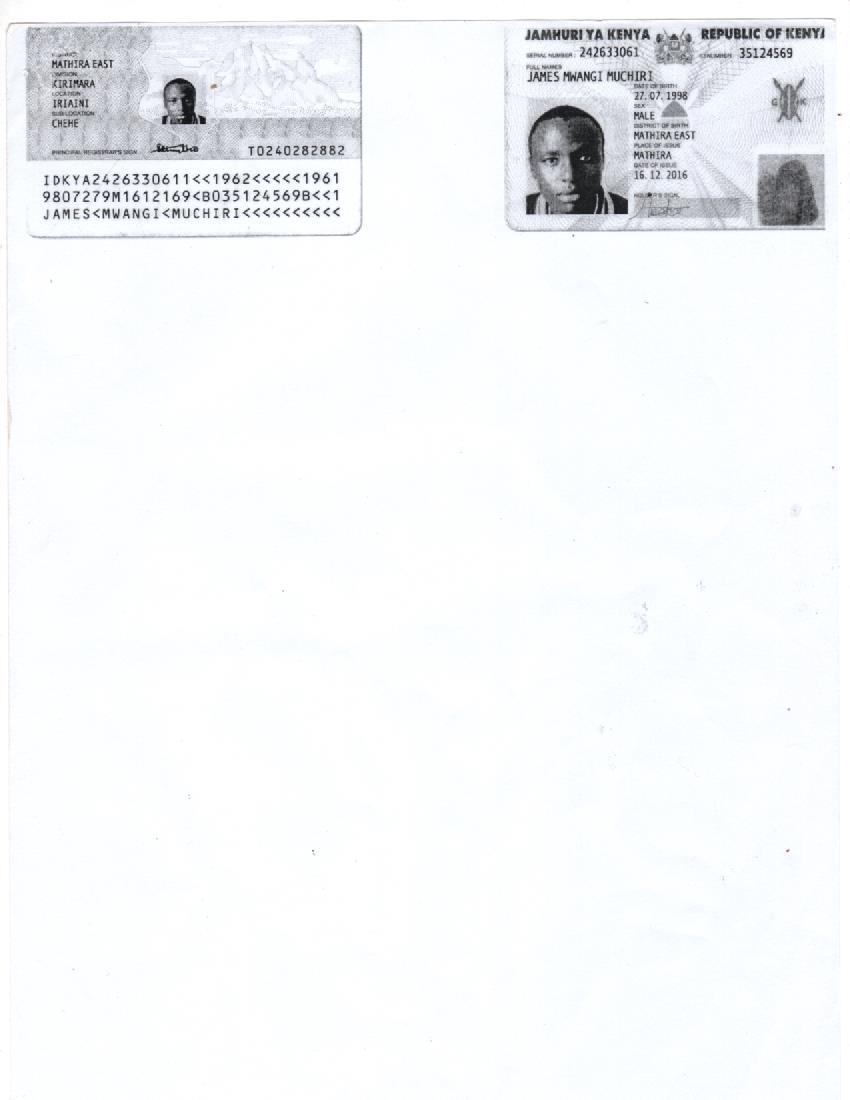 DISTRICT
MATHIRA EAST
DIVISION
KIRIMARA
LOCATION
IRIAINI
SUB-LOCATION
CHEHE
PRINCIPAL REGISTRAR'S SIGN.
TO240282882
IDKYA2426330611<<1962<<<<<1961
9807279M1612169<B035124569B<<1
JAMES<MWANGI<MUCHIRI<<<<<<<<<<
JAMHURI YA KENYA REPUBLIC OF KENYA
SERIAL NUMBER: 242633061 ID NUMBER: 35124569
FULL NAMES
JAMES MWANGI MUCHIRI
DATE OF BIRTH
27. 07. 1998
SEX
MALE
DISTRICT OF BIRTH
MATHIRA EAST
PLACE OF ISSUE
MATHIRA
DATE OF ISSUE
16. 12. 2016
HOLDER'S SIGN.
G K